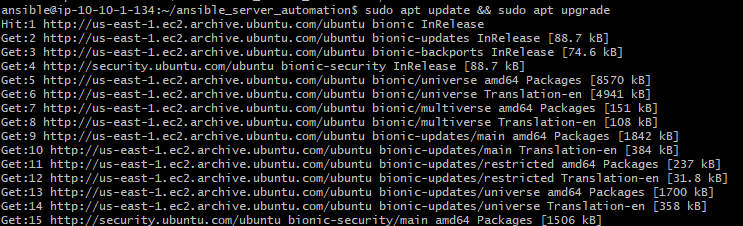 ansible@ip-10-10-1-134:~/ansible_server_automation$ sudo apt update && sudo apt upgrade
Hit:1 http://us-east-1.ec2.archive.ubuntu.com/ubuntu bionic InRelease
Get:2 http://us-east-1.ec2.archive.ubuntu.com/ubuntu bionic-updates InRelease [88.7 kB]
Get:3 http://us-east-1.ec2.archive.ubuntu.com/ubuntu bionic-backports InRelease [74.6 kB]
Get:4 http://security.ubuntu.com/ubuntu bionic-security InRelease [88.7 kB]
Get:5 http://us-east-1.ec2.archive.ubuntu.com/ubuntu bionic/universe amd64 Packages [8570 kB]
Get:6 http://us-east-1.ec2.archive.ubuntu.com/ubuntu bionic/universe Translation-en [4941 kB]
Get:7 http://us-east-1.ec2.archive.ubuntu.com/ubuntu bionic/multiverse amd64 Packages [151 kB]
Get:8 http://us-east-1.ec2.archive.ubuntu.com/ubuntu bionic/multiverse Translation-en [108 kB]
Get:9 http://us-east-1.ec2.archive.ubuntu.com/ubuntu bionic-updates/main amd64 Packages [1842 kB]
Get:10 http://us-east-1.ec2.archive.ubuntu.com/ubuntu bionic-updates/main Translation-en [384 kB]
Get:11 http://us-east-1.ec2.archive.ubuntu.com/ubuntu bionic-updates/restricted amd64 Packages [237 kB]
Get:12 http://us-east-1.ec2.archive.ubuntu.com/ubuntu bionic-updates/restricted Translation-en [31.8 kB]
Get:13 http://us-east-1.ec2.archive.ubuntu.com/ubuntu bionic-updates/universe amd64 Packages [1700 kB]
Get:14 http://us-east-1.ec2.archive.ubuntu.com/ubuntu bionic-updates/universe Translation-en [358 kB]
Get:15 http://security.ubuntu.com/ubuntu bionic-security/main amd64 Packages [1506 kB]